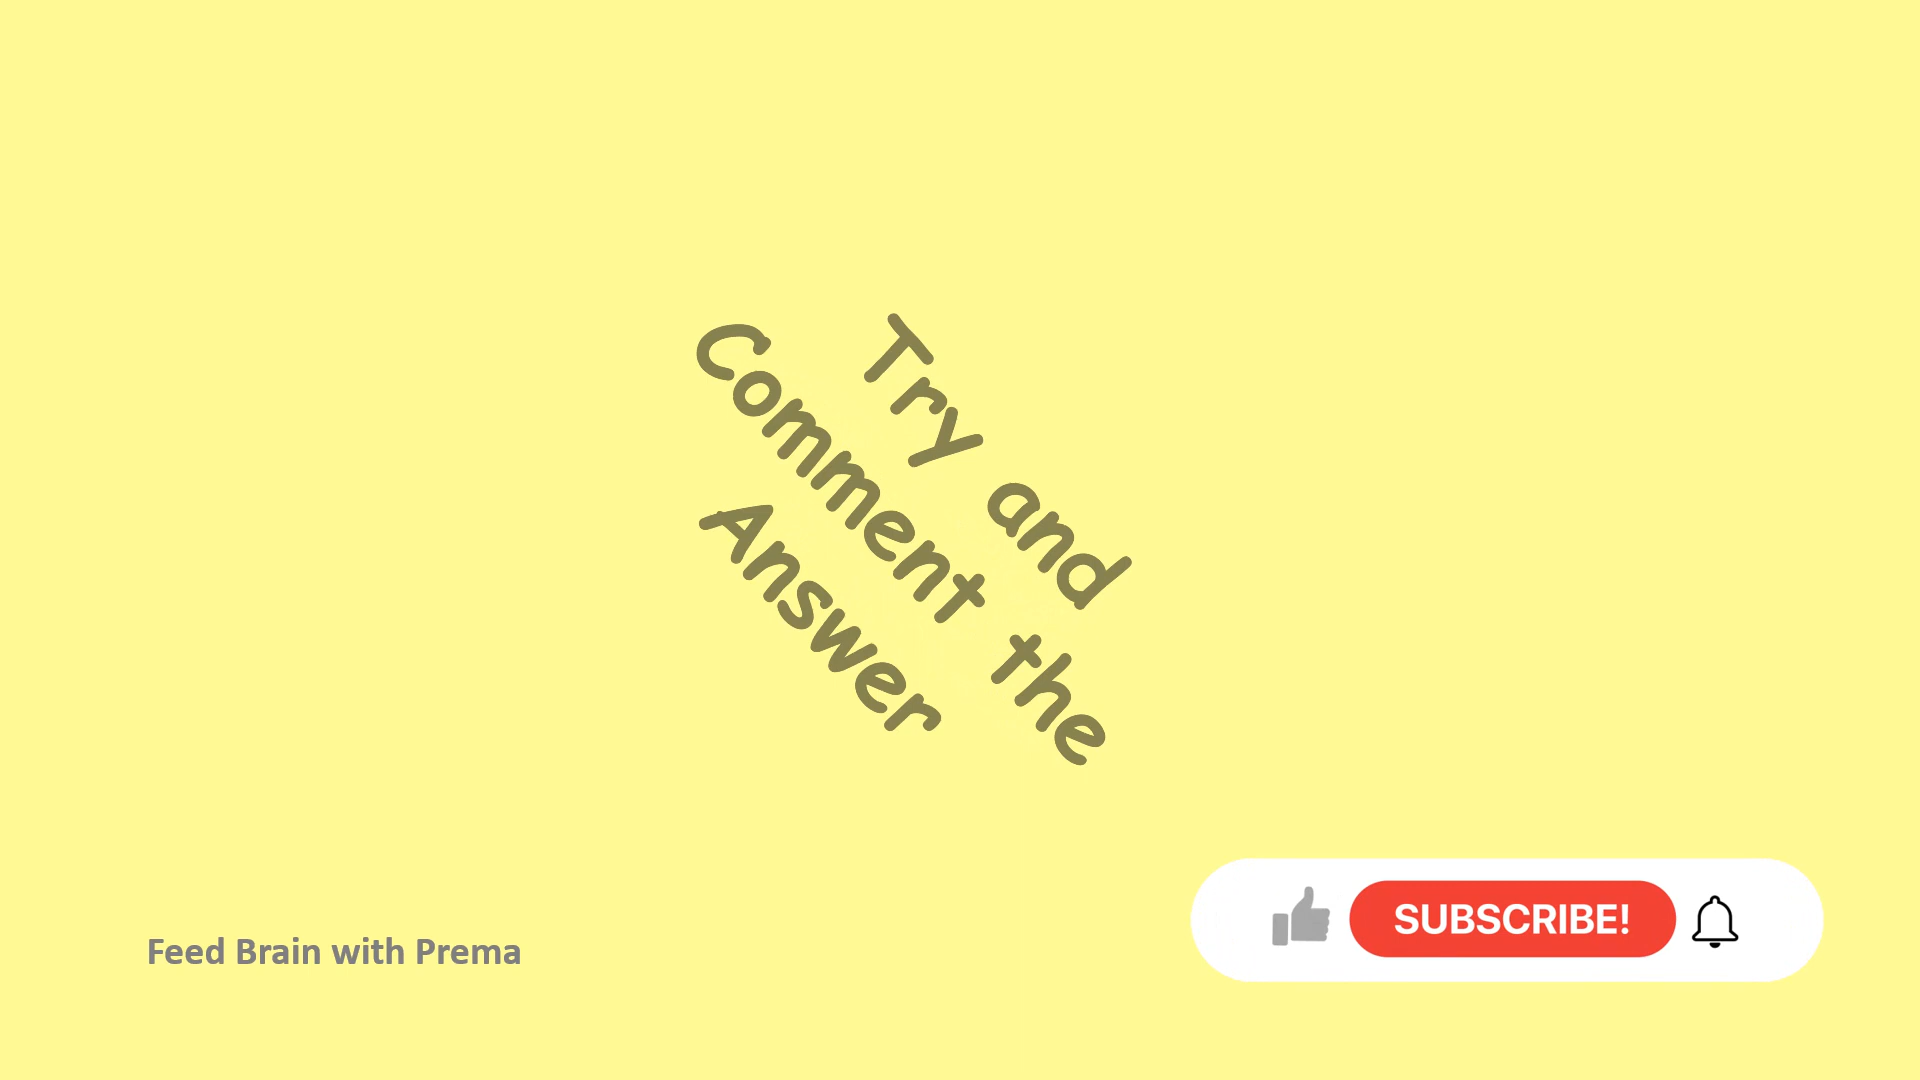 Try and
Comment the
Answer
Feed Brain with Prema
SUBSCRIBE!